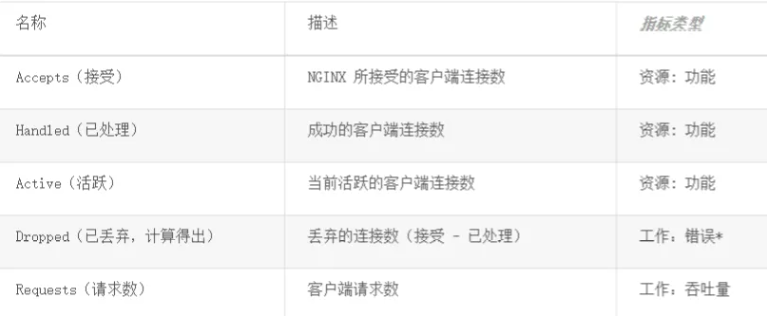 名称 描述 指标类型
Accepts（接受） NGINX 所接受的客户端连接数 资源: 功能
Handled（已处理） 成功的客户端连接数 资源: 功能
Active（活跃） 当前活跃的客户端连接数 资源: 功能
Dropped（已丢弃，计算得出） 丢弃的连接数（接受 - 已处理） 工作: 错误*
Requests（请求数） 客户端请求数 工作: 吞吐量